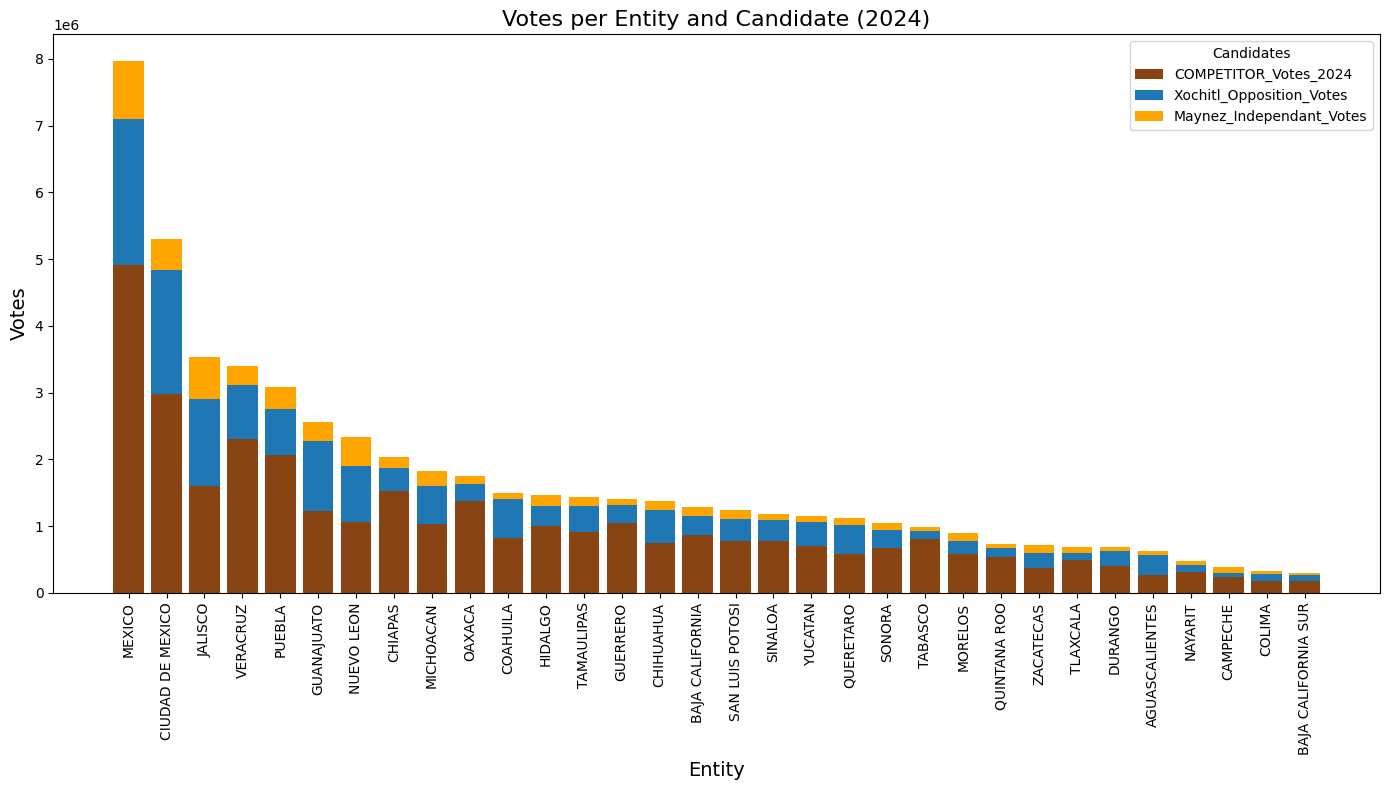 Votes per Entity and Candidate (2024)
1e6
8
7
6
5
4
3
2
1
0
Votes
Candidates
COMPETITOR_Votes_2024
Xochitl_Opposition_Votes
Maynez_Independant_Votes
MEXICO
CIUDAD DE MEXICO
JALISCO
VERACRUZ
PUEBLA
GUANAJUATO
NUEVO LEON
CHIAPAS
MICHOACAN
OAXACA
COAHUILA
HIDALGO
TAMAULIPAS
GUERRERO
CHIHUAHUA
BAJA CALIFORNIA
SAN LUIS POTOSI
SINALOA
YUCATAN
QUERETARO
SONORA
TABASCO
MORELOS
QUINTANA ROO
ZACATECAS
TLAXCALA
DURANGO
AGUASCALIENTES
NAYARIT
CAMPECHE
COLIMA
BAJA CALIFORNIA SUR
Entity